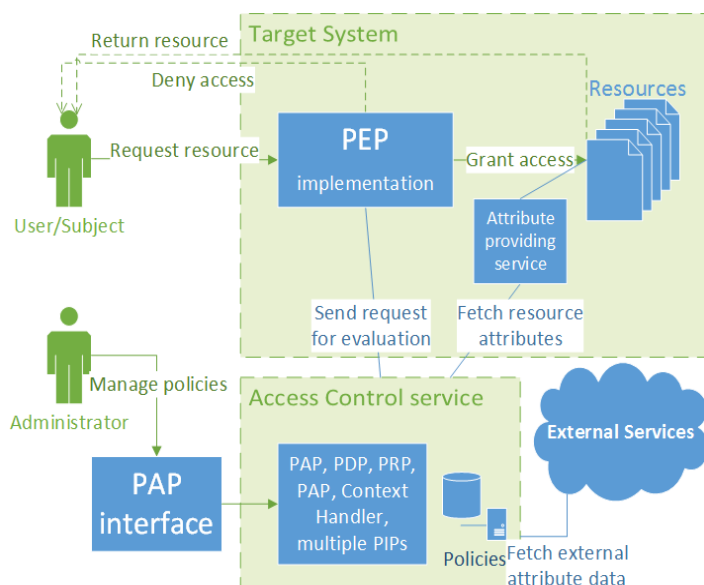 Return resource
Target System
Deny access
Resources
Request resource
PEP
implementation
Grant access
User/Subject
Attribute
providing
service
Send request
for evaluation
Fetch resource
attributes
Manage policies
Administrator
Access Control service
External Services
PAP
interface
PAP, PDP, PRP,
PAP, Context
Handler,
multiple PIPs
Policies
Fetch external
attribute data